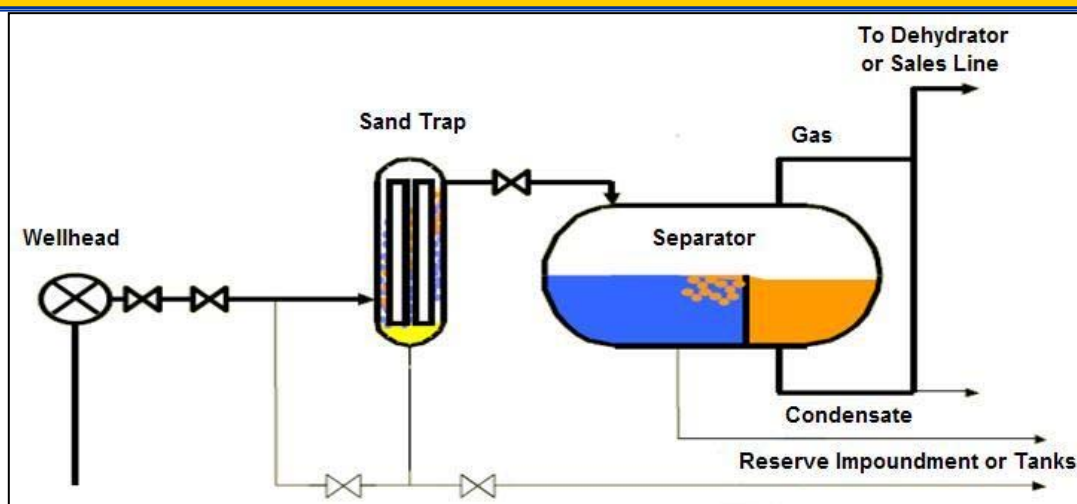 To Dehydrator
or Sales Line
Sand Trap
Gas
Wellhead
Separator
Condensate
Reserve Impoundment or Tanks